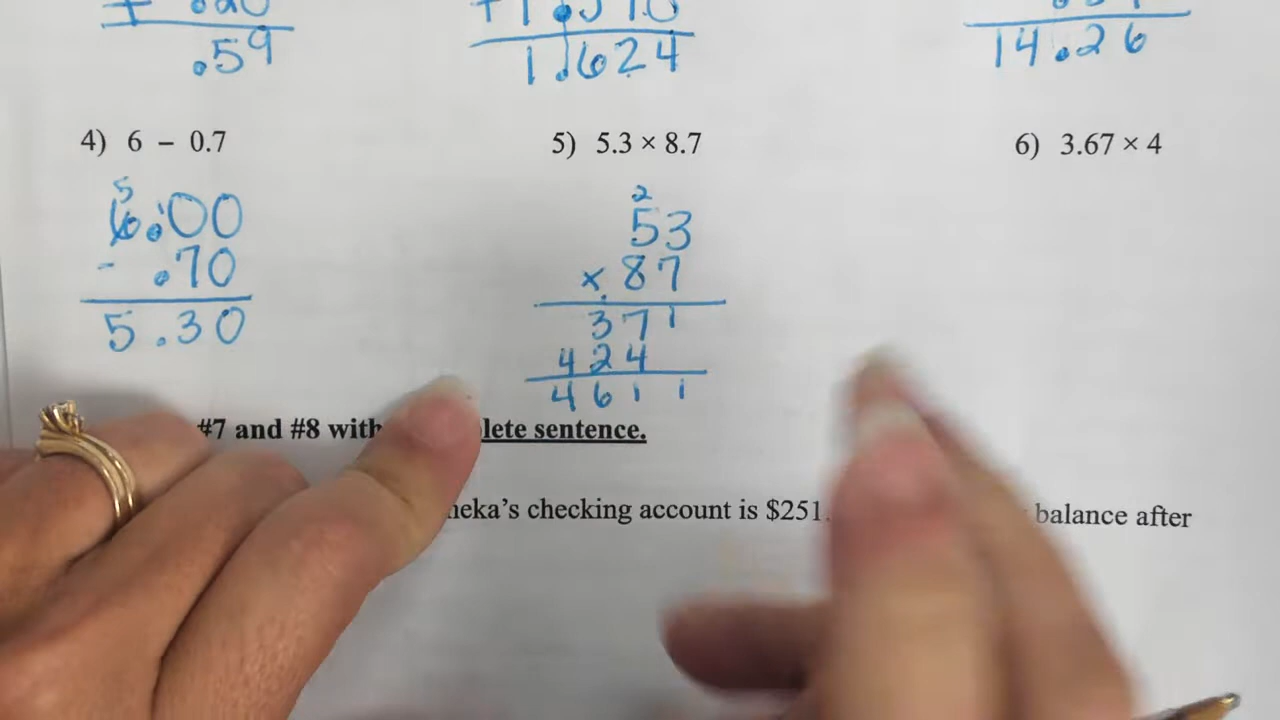 .59
1.624
14.26
4) 6 – 0.7
5) 5.3 × 8.7
6) 3.67 × 4
5
6.00
- .70
5.30
2
53
× 87
371
424
4611
#7 and #8 with
lete sentence.
neka's checking account is $251.
balance after